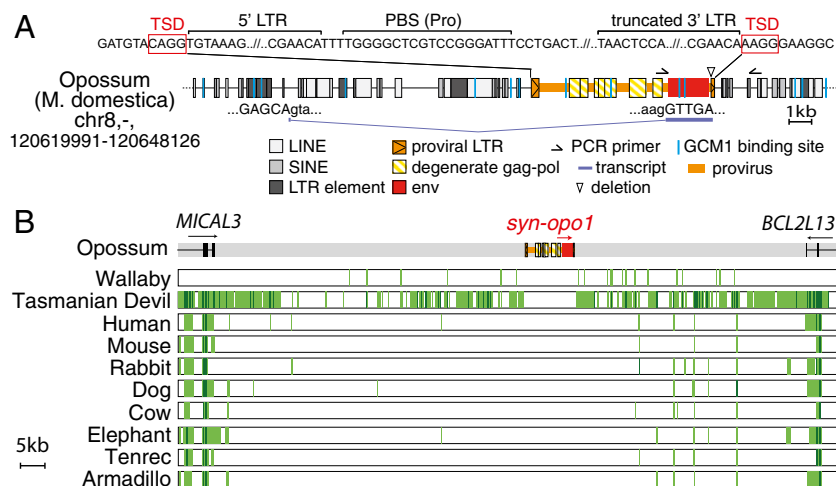 A
TSD
5' LTR
PBS (Pro)
truncated 3' LTR
TSD
GATGTACAGGTGTAAAG..//..CGAACATTTTGGGGCTCGTCCGGGATTTCCTGACT..//..TAACTCCA..//..CGAACAAAGGGAAGGC
Opossum
(M. domestica)
chr8,-,
120619991-120648126
...GAGCAgta...
...aagGTTGA...
1kb
LINE
SINE
LTR element
proviral LTR
degenerate gag-pol
env
PCR primer
transcript
deletion
GCM1 binding site
provirus
B
MICAL3
syn-opo1
BCL2L13
Opossum
Wallaby
Tasmanian Devil
Human
Mouse
Rabbit
Dog
Cow
Elephant
Tenrec
Armadillo
5kb